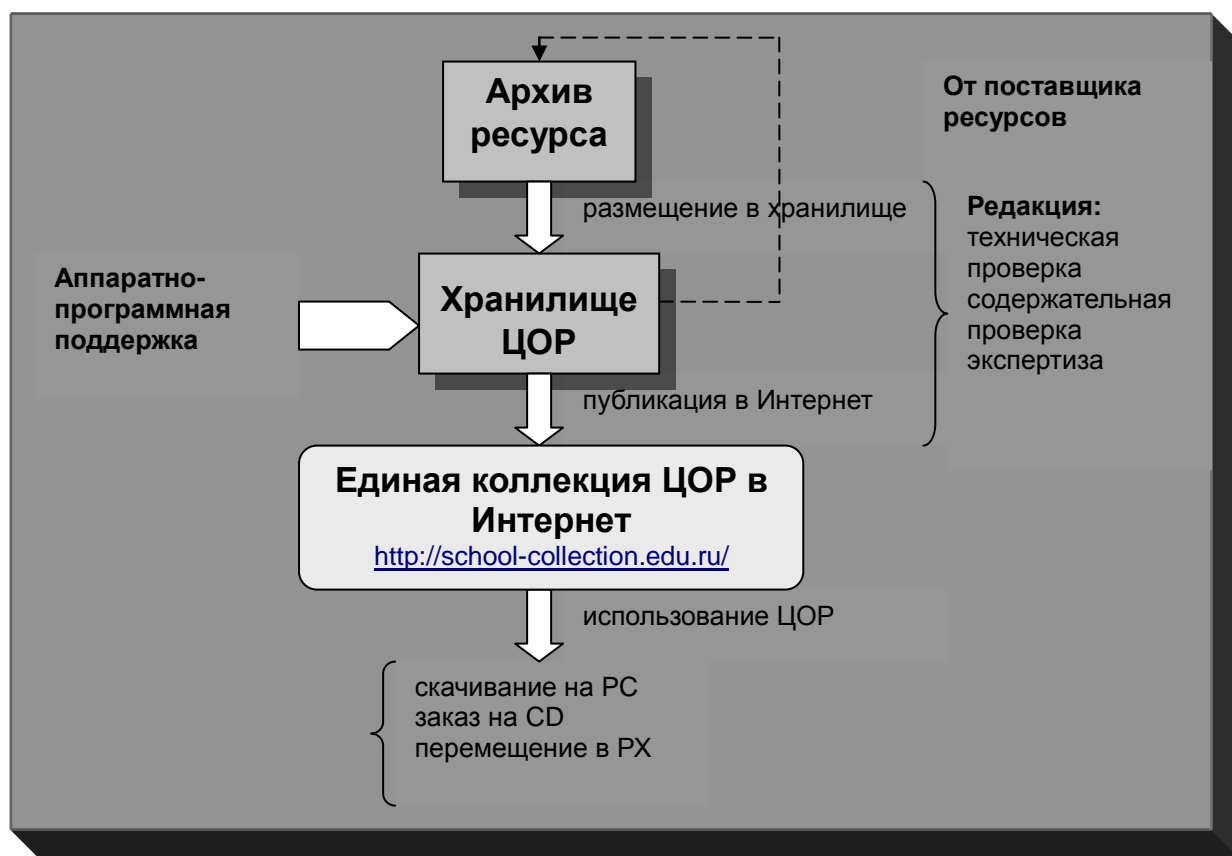 Архив
ресурса
От поставщика
ресурсов
размещение в хранилище
Редакция:
техническая
проверка
содержательная
проверка
экспертиза
Аппаратно-
программная
поддержка
Хранилище
ЦОР
публикация в Интернет
Единая коллекция ЦОР в
Интернет
http://school-collection.edu.ru/
использование ЦОР
скачивание на PC
заказ на CD
перемещение в РХ